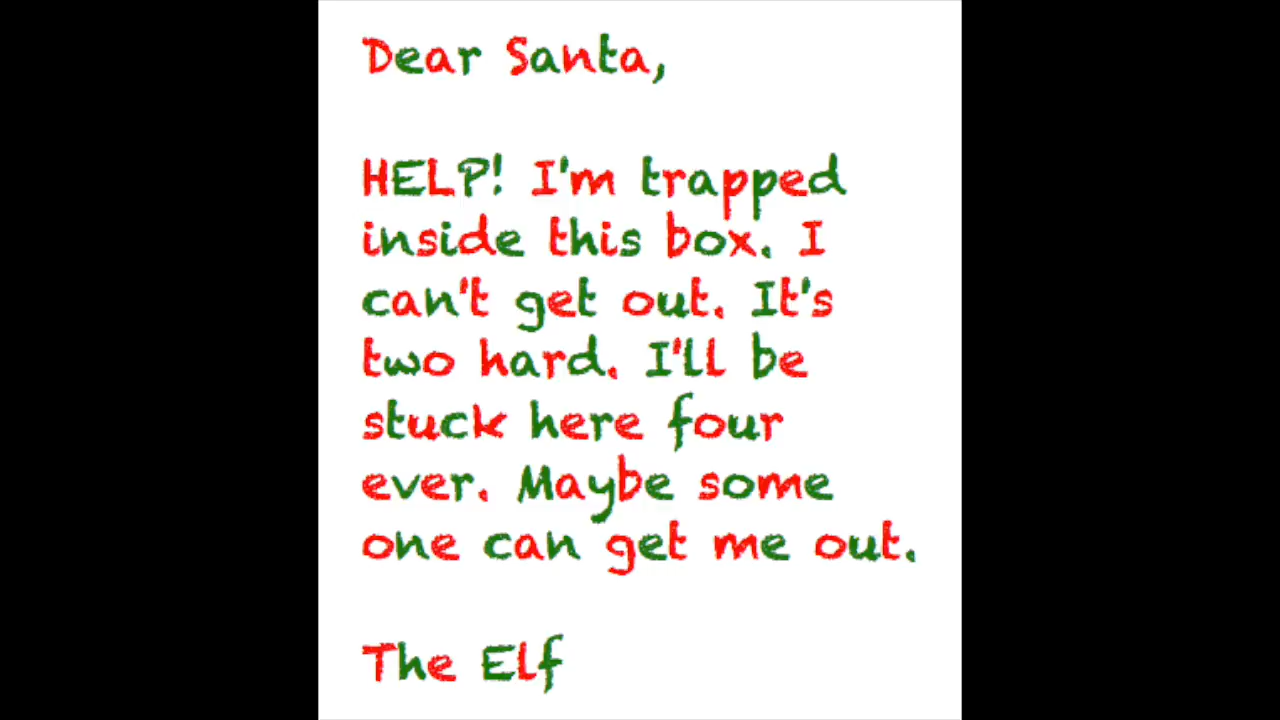 Dear Santa,
HELP! I'm trapped
inside this box. I
can't get out. It's
two hard. I'll be
stuck here four
ever. Maybe some
one can get me out.
The Elf